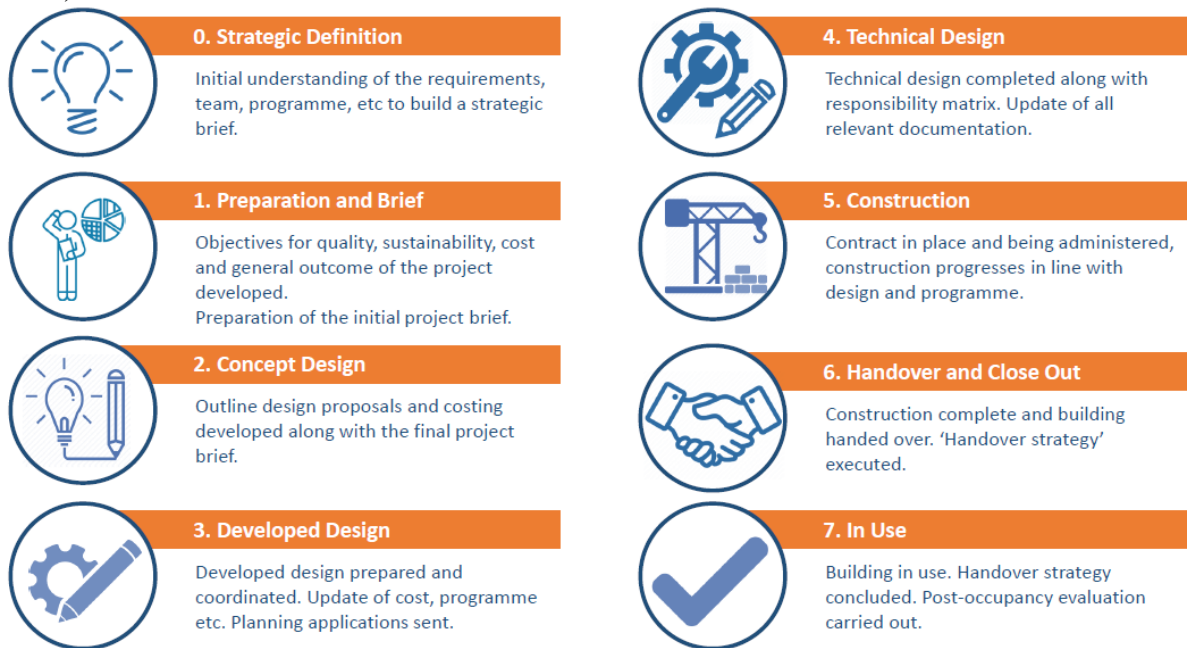 0. Strategic Definition
Initial understanding of the requirements,
team, programme, etc to build a strategic
brief.
1. Preparation and Brief
Objectives for quality, sustainability, cost
and general outcome of the project
developed.
Preparation of the initial project brief.
2. Concept Design
Outline design proposals and costing
developed along with the final project
brief.
3. Developed Design
Developed design prepared and
coordinated. Update of cost, programme
etc. Planning applications sent.
4. Technical Design
Technical design completed along with
responsibility matrix. Update of all
relevant documentation.
5. Construction
Contract in place and being administered,
construction progresses in line with
design and programme.
6. Handover and Close Out
Construction complete and building
handed over. ‘Handover strategy’
executed.
7. In Use
Building in use. Handover strategy
concluded. Post-occupancy evaluation
carried out.